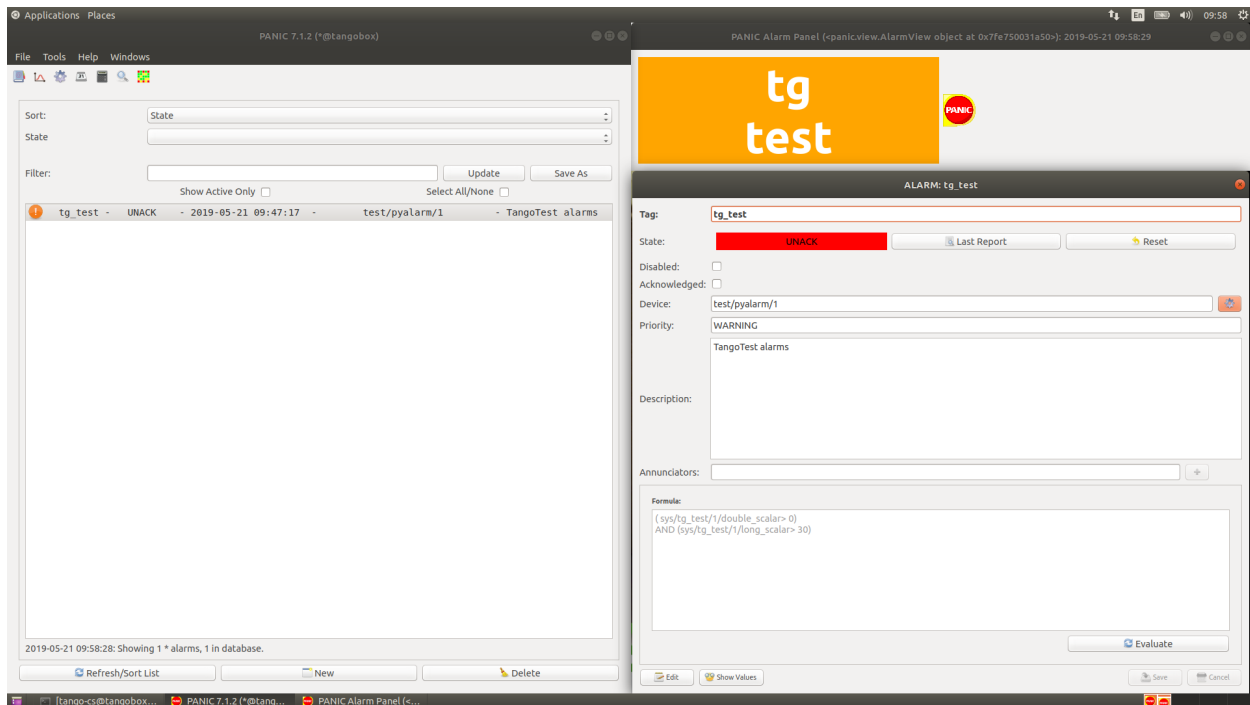 Applications Places
En
09:58
PANIC 7.1.2 (*@tangobox)
File Tools Help Windows
Sort:
State
State
Filter:
Update
Save As
Show Active Only
Select All/None
tg_test - UNACK - 2019-05-21 09:47:17 - test/pyalarm/1 - TangoTest alarms
2019-05-21 09:58:28: Showing 1 * alarms, 1 in database.
Refresh/Sort List
New
Delete
PANIC Alarm Panel (<panic.view.AlarmView object at 0x7fe750031a50>): 2019-05-21 09:58:29
tg
test
PANIC
ALARM: tg_test
Tag:
tg_test
State:
UNACK
Last Report
Reset
Disabled:
Acknowledged:
Device:
test/pyalarm/1
Priority:
WARNING
Description:
TangoTest alarms
Annunciators:
Formula:
( sys/tg_test/1/double_scalar> 0)
AND (sys/tg_test/1/long_scalar> 30)
Evaluate
Edit
Show Values
Save
Cancel
[tango-cs@tangobox...
PANIC 7.1.2 (*@tang...
PANIC Alarm Panel (<...